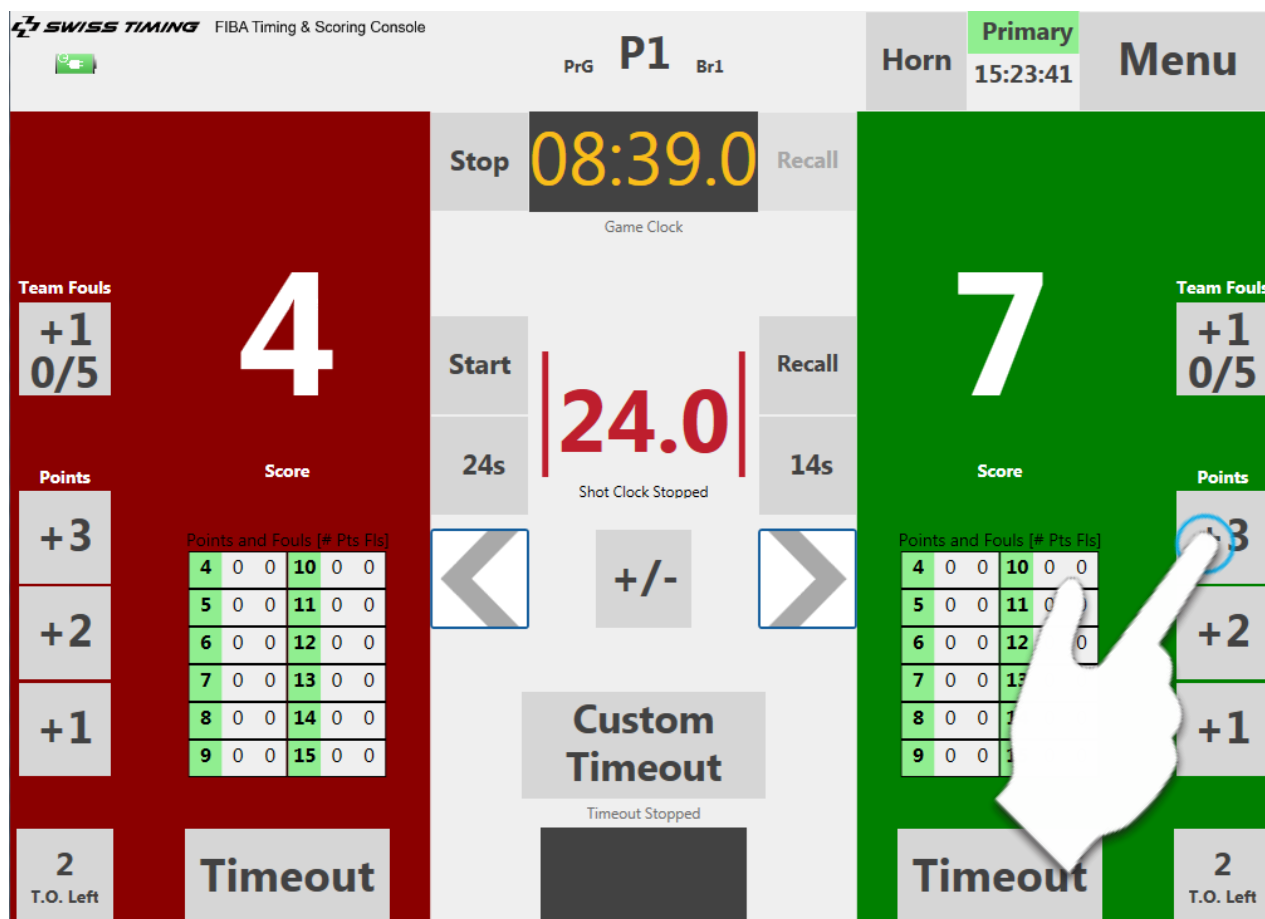 SWISS TIMING FIBA Timing & Scoring Console
PrG P1 Br1
Horn
Primary
15:23:41
Menu
Stop
08:39.0
Recall
Game Clock
Team Fouls
+1
0/5
4
Score
Points
+3
+2
+1
Points and Fouls [# Pts Fls]
4 0 0 10 0 0
5 0 0 11 0 0
6 0 0 12 0 0
7 0 0 13 0 0
8 0 0 14 0 0
9 0 0 15 0 0
2
T.O. Left
Timeout
Start
24.0
Recall
24s
14s
Shot Clock Stopped
+/-
Custom
Timeout
Timeout Stopped
7
Score
Team Fouls
+1
0/5
Points
+3
+2
+1
Points and Fouls [# Pts Fls]
4 0 0 10 0 0
5 0 0 11
6 0 0 12 0
7 0 0
8 0 0
9 0 0
Timeout
2
T.O. Left